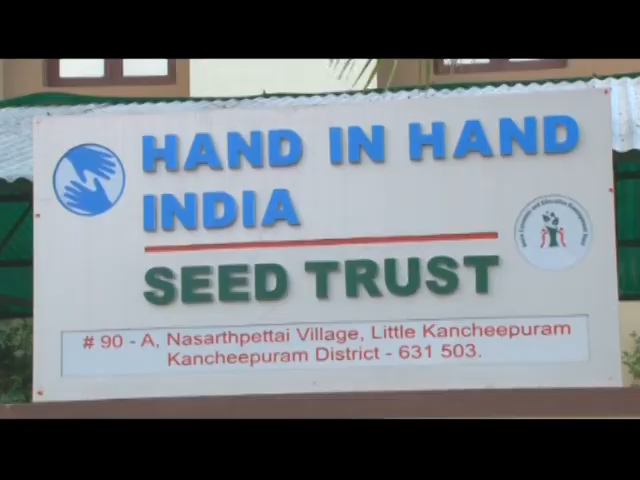 HAND IN HAND
INDIA
SEED TRUST
# 90 - A, Nasarthpettai Village, Little Kancheepuram
Kancheepuram District - 631 503.